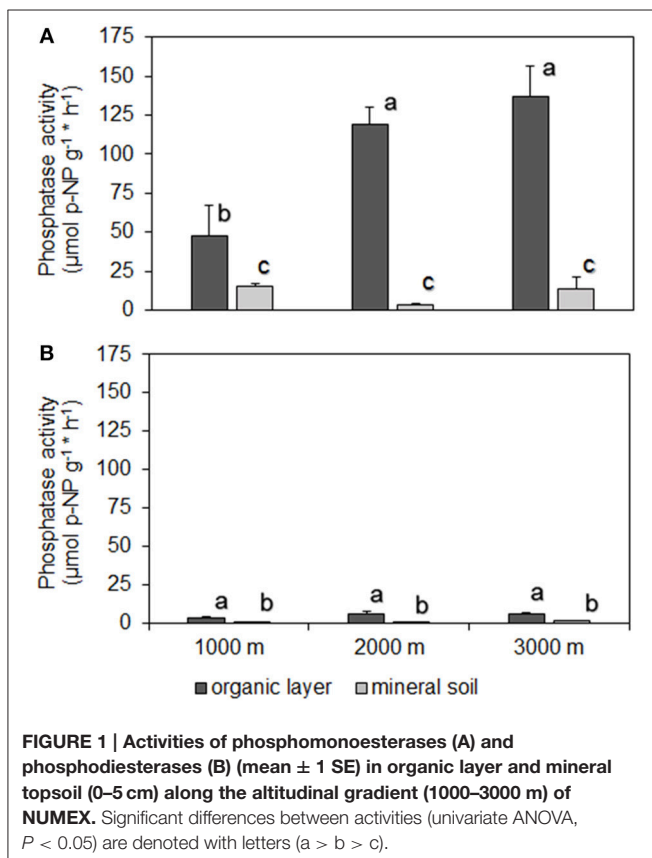 A
Phosphatase activity
(µmol p-NP g-1 * h-1)
175
150
125
100
75
50
25
0
b
c
a
c
a
c
B
Phosphatase activity
(µmol p-NP g-1 * h-1)
175
150
125
100
75
50
25
0
a
b
a
b
a
b
1000 m
2000 m
3000 m
organic layer
mineral soil
FIGURE 1 | Activities of phosphomonoesterases (A) and
phosphodiesterases (B) (mean ± 1 SE) in organic layer and mineral
topsoil (0–5 cm) along the altitudinal gradient (1000–3000 m) of
NUMEX. Significant differences between activities (univariate ANOVA,
P < 0.05) are denoted with letters (a > b > c).